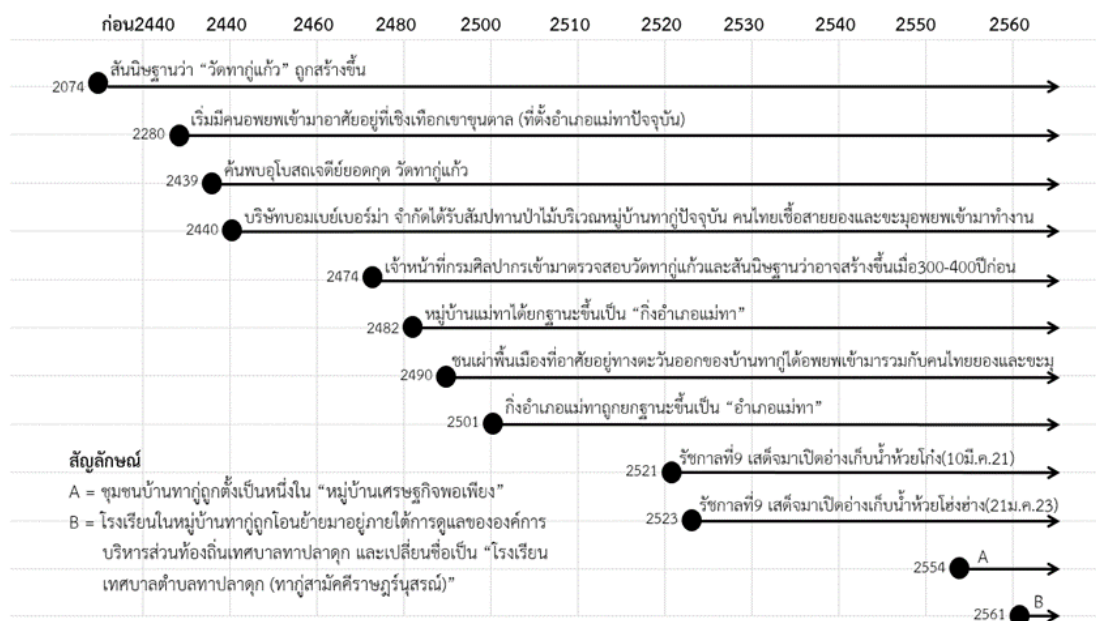 ก่อน2440 2440 2460 2480 2500 2510 2523 2530 2550 2560
2074 สันนิษฐานว่า “วัดทากู่แก้ว” ถูกสร้างขึ้น
2280 เริ่มมีคนอพยพเข้ามาอาศัยอยู่ที่เชิงเทือกเขาขุนตาล (ที่ตั้งอำเภอแม่ทาปัจจุบัน)
2439 ค้นพบอุโบสถเจดีย์ยอดกุด วัดทากู่แก้ว
2440 บริษัทบอมเบย์เบอร์ม่า จำกัดได้รับสัมปทานป่าไม้บริเวณหมู่บ้านทากู่ปัจจุบัน คนไทยเชื้อสายยองและขะมุอพยพเข้ามาทำงาน
2474 เจ้าหน้าที่กรมศิลปากรเข้ามาตรวจสอบวัดทากู่แก้วและสันนิษฐานว่าอาจสร้างขึ้นเมื่อ300-400ปีก่อน
2482 หมู่บ้านแม่ทาได้ยกฐานะขึ้นเป็น “กิ่งอำเภอแม่ทา”
2490 ชนเผ่าพื้นเมืองที่อาศัยอยู่ทางตะวันออกของบ้านทากู่ได้อพยพเข้ามารวมกับคนไทยยองและขะมุ
2501 กิ่งอำเภอแม่ทาถูกยกฐานะขึ้นเป็น “อำเภอแม่ทา”
2521 รัชกาลที่9 เสด็จมาเปิดอ่างเก็บน้ำห้วยโก๋ง(10มี.ค.21)
2523 รัชกาลที่9 เสด็จมาเปิดอ่างเก็บน้ำห้วยโฮ่งฮ่าง(21ม.ค.23)
2554 A
2561 B
สัญลักษณ์
A = ชุมชนบ้านทากู่ถูกตั้งเป็นหนึ่งใน “หมู่บ้านเศรษฐกิจพอเพียง”
B = โรงเรียนในหมู่บ้านทากู่ถูกโอนย้ายมาอยู่ภายใต้การดูแลขององค์การ
บริหารส่วนท้องถิ่นเทศบาลทาปลาดุก และเปลี่ยนชื่อเป็น “โรงเรียน
เทศบาลตำบลทาปลาดุก (ทากู่สามัคคีราษฎร์นุสรณ์)”